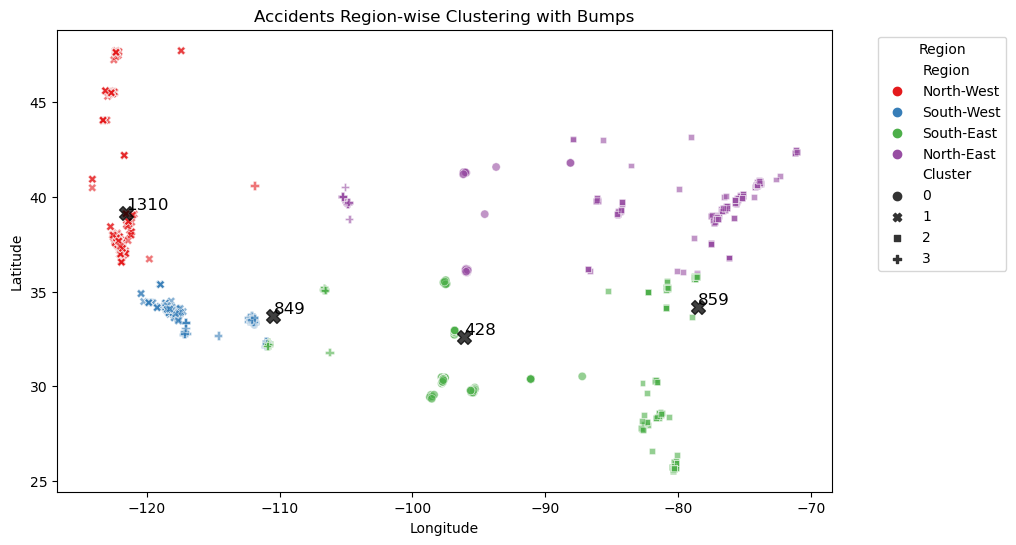 Accidents Region-wise Clustering with Bumps
Region
Region
North-West
South-West
South-East
North-East
Cluster
0
1
2
3
Latitude
45
40
35
30
25
1310
849
428
859
−120
−110
−100
−90
−80
−70
Longitude